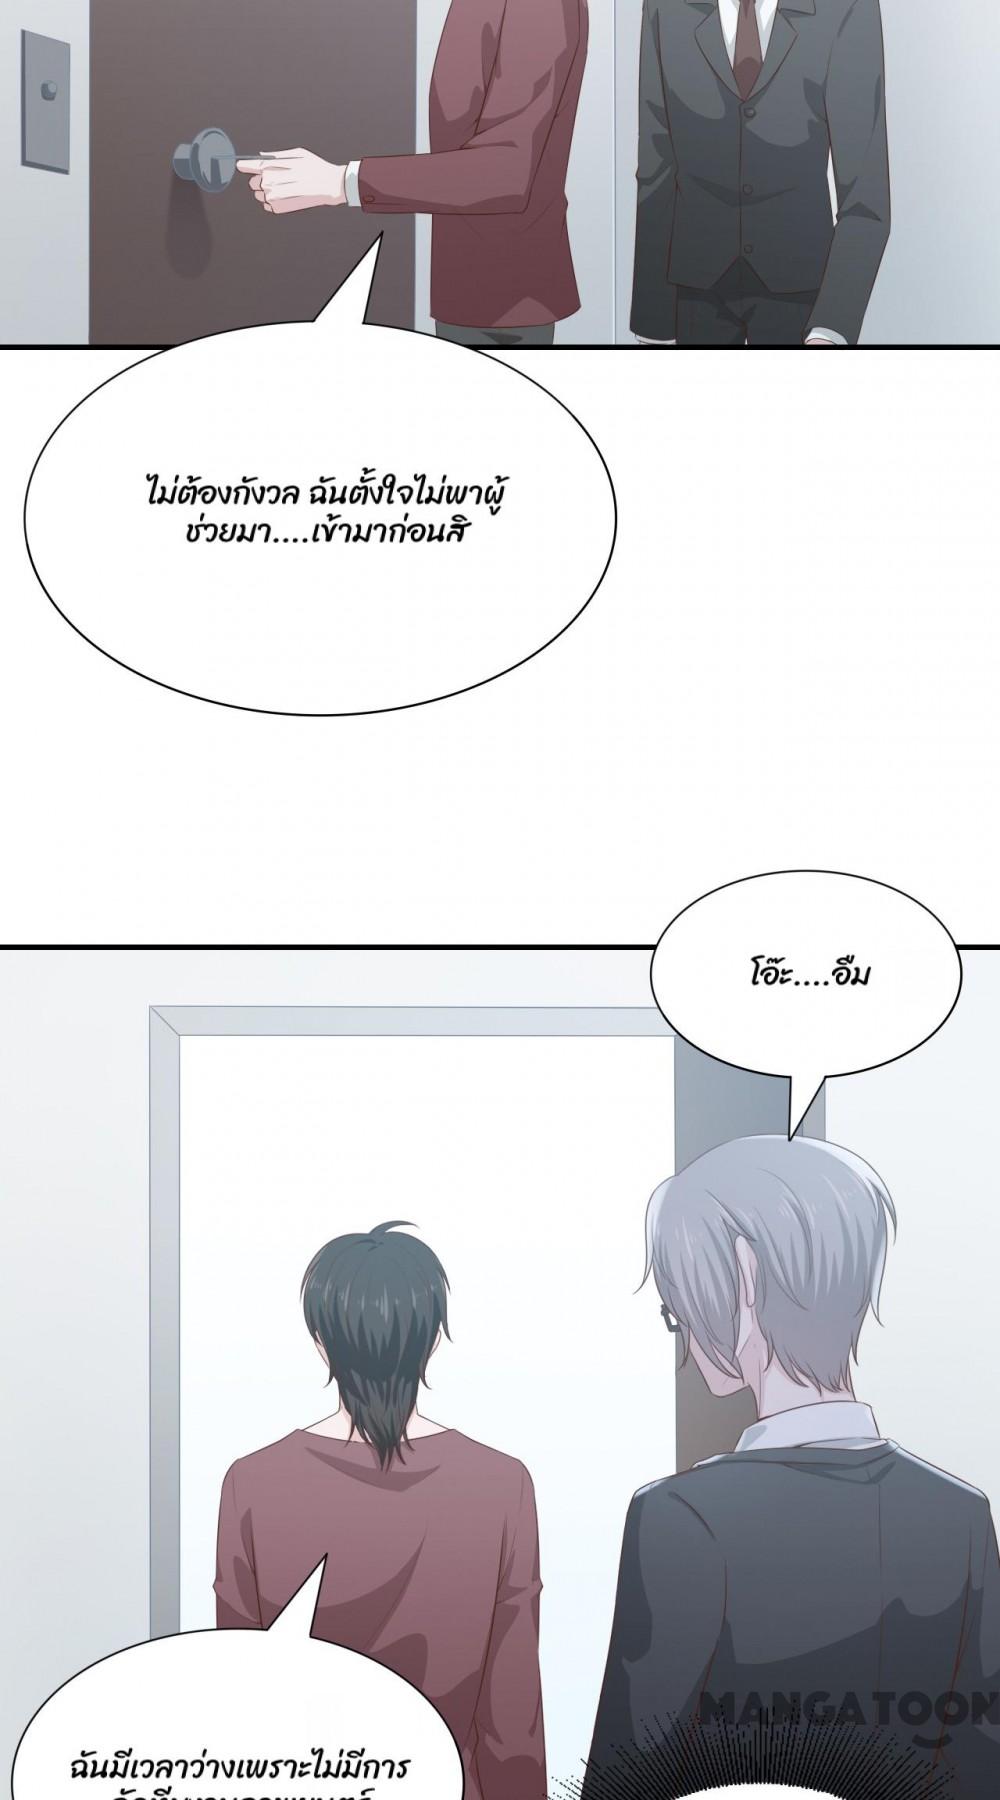 ไม่ต้องกังวล ฉันตั้งใจไม่พาผู้
ช่วยมา....เข้ามาก่อนสิ
โอ๊ะ....อืม
MANGATOON
ฉันมีเวลาว่างเพราะไม่มีการ